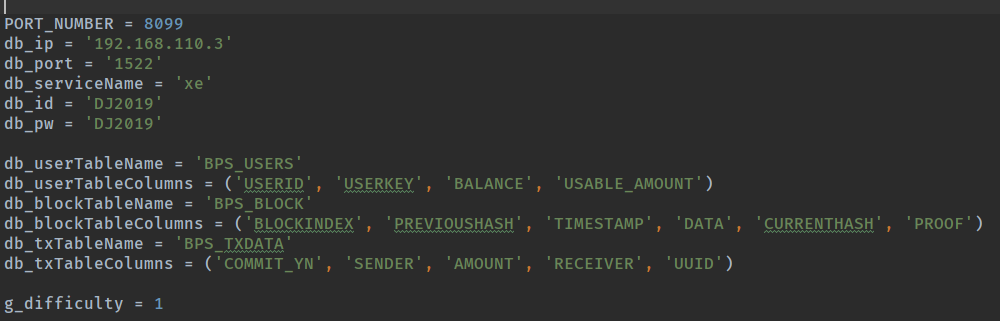 PORT_NUMBER = 8099
db_ip = '192.168.110.3'
db_port = '1522'
db_serviceName = 'xe'
db_id = 'DJ2019'
db_pw = 'DJ2019'
db_userTableName = 'BPS_USERS'
db_userTableColumns = ('USERID', 'USERKEY', 'BALANCE', 'USABLE_AMOUNT')
db_blockTableName = 'BPS_BLOCK'
db_blockTableColumns = ('BLOCKINDEX', 'PREVIOUSHASH', 'TIMESTAMP', 'DATA', 'CURRENTHASH', 'PROOF')
db_txTableName = 'BPS_TXDATA'
db_txTableColumns = ('COMMIT_YN', 'SENDER', 'AMOUNT', 'RECEIVER', 'UUID')
g_difficulty = 1